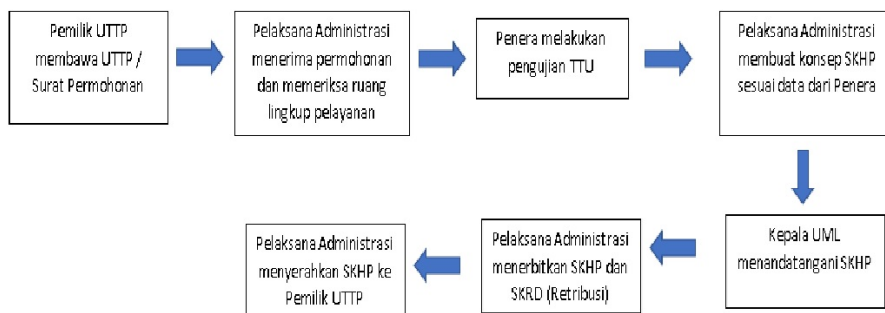 Pemilik UTTP
membawa UTTP /
Surat Permohonan
Pelaksana Administrasi
menerima permohonan
dan memeriksa ruang
lingkup pelayanan
Penera melakukan
pengujian TTU
Pelaksana Administrasi
membuat konsep SKHP
sesuai data dari Penera
Kepala UML
menandatangani SKHP
Pelaksana Administrasi
menerbitkan SKHP dan
SKRD (Retribusi)
Pelaksana Administrasi
menyerahkan SKHP ke
Pemilik UTTP